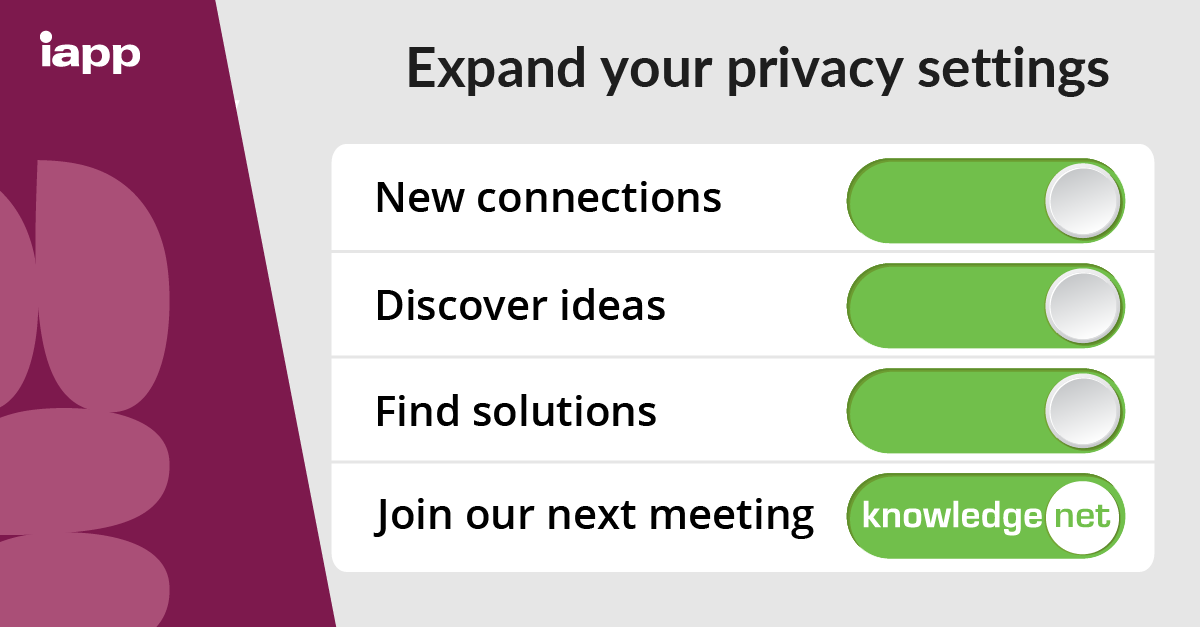 iapp
Expand your privacy settings
New connections
Discover ideas
Find solutions
Join our next meeting
knowledge net